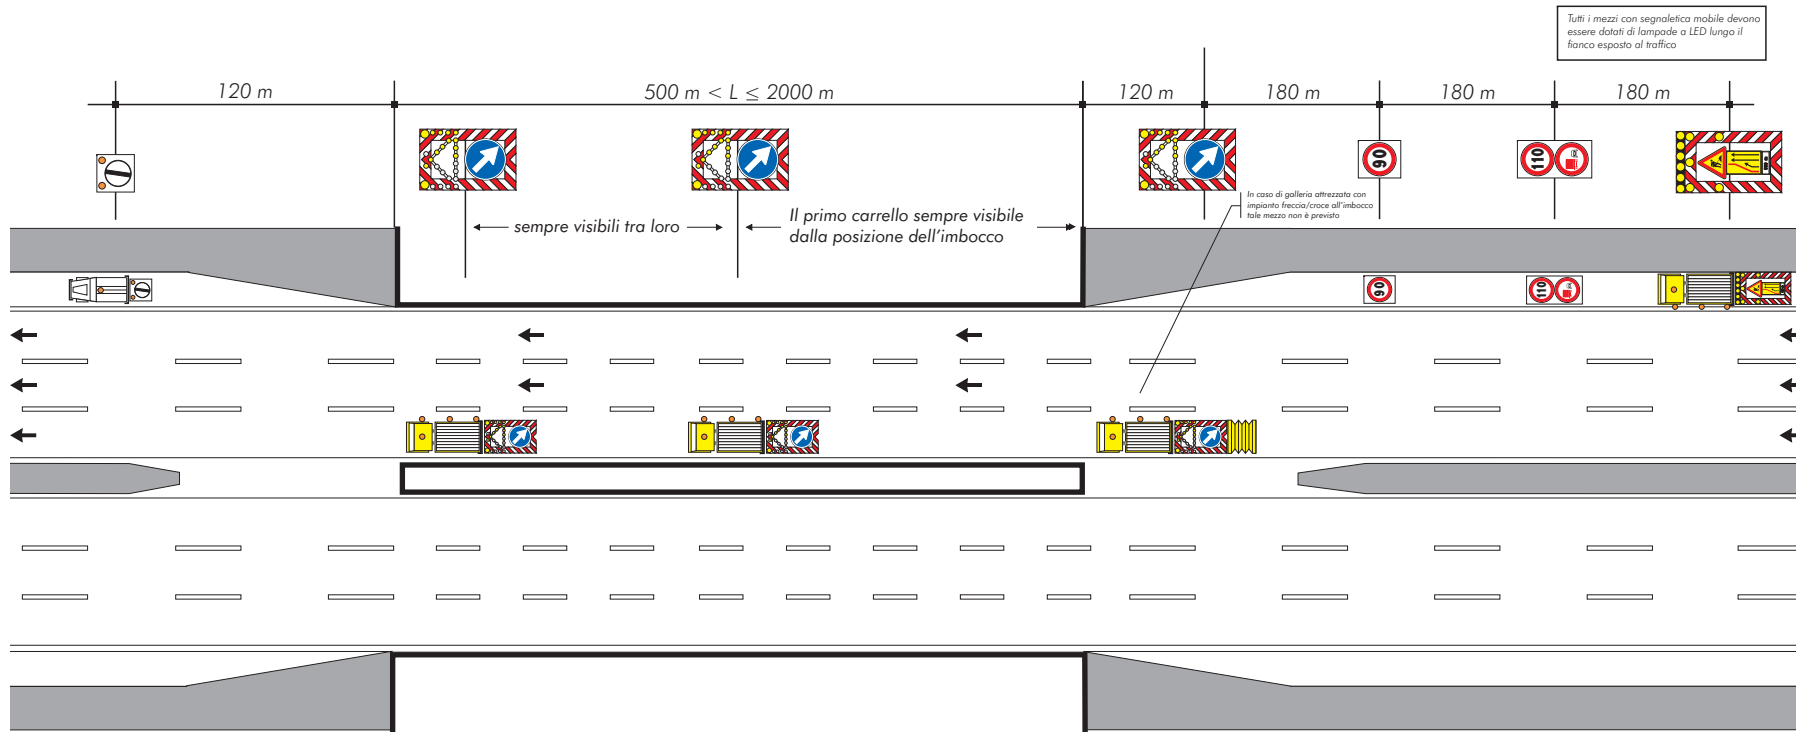 Tutti i mezzi con segnaletica mobile devono
essere dotati di lampade a LED lungo il
fianco esposto al traffico
120 m
500 m < L ≤ 2000 m
120 m
180 m
180 m
180 m
90
110
sempre visibili tra loro
Il primo carrello sempre visibile
dalla posizione dell'imbocco
In caso di galleria attrezzata con
impianto freccia/croce all'imbocco
tale mezzo non è previsto
90
110